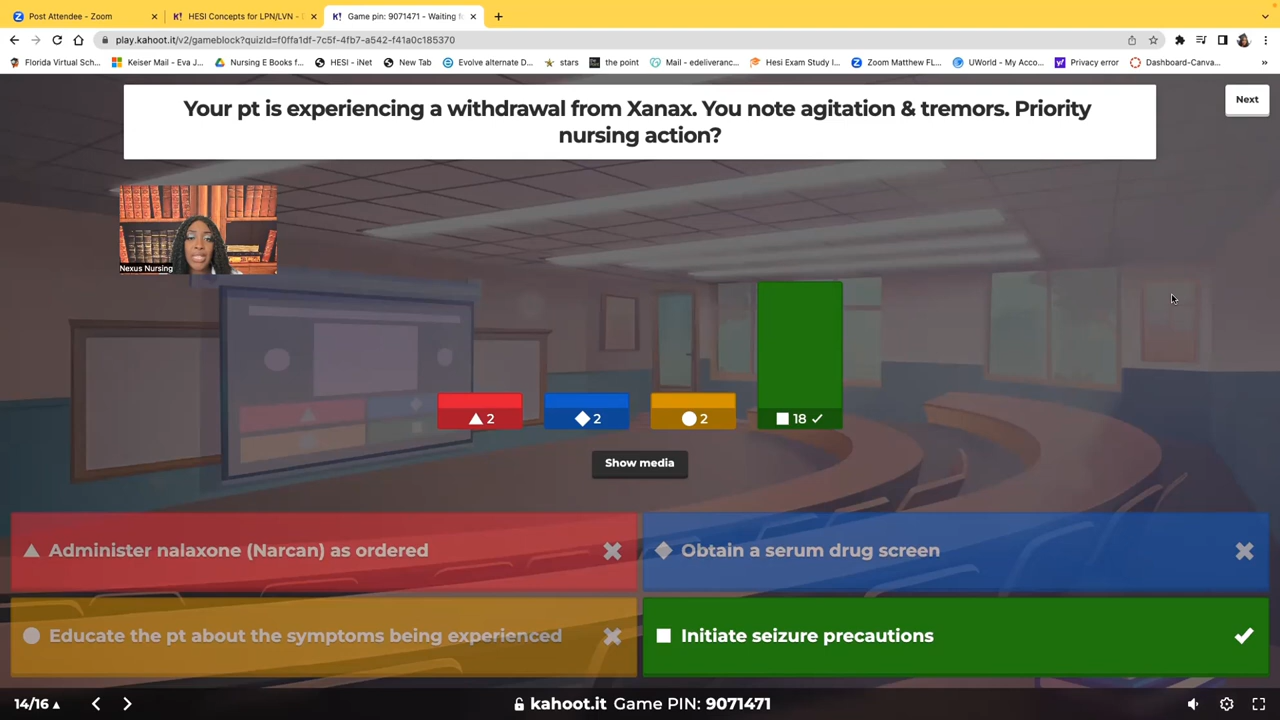 Post Attendee - Zoom
HESI Concepts for LPN/LVN -
Game pin: 9071471 - Waiting f
play.kahoot.it/v2/gameblock?quizId=f0ffa1df-7c5f-4fb7-a542-f41a0c185370
Florida Virtual Sch... Keiser Mail - Eva J... Nursing E Books f... HESI - iNet New Tab Evolve alternate D... stars the point Mail - edeliveranc... Hesi Exam Study I... Zoom Matthew FL... UWorld - My Acco... Privacy error Dashboard-Canva...
Your pt is experiencing a withdrawal from Xanax. You note agitation & tremors. Priority
nursing action?
Next
Nexus Nursing
2
2
2
18
Show media
Administer nalaxone (Narcan) as ordered
Obtain a serum drug screen
Educate the pt about the symptoms being experienced
Initiate seizure precautions
14/16
kahoot.it Game PIN: 9071471